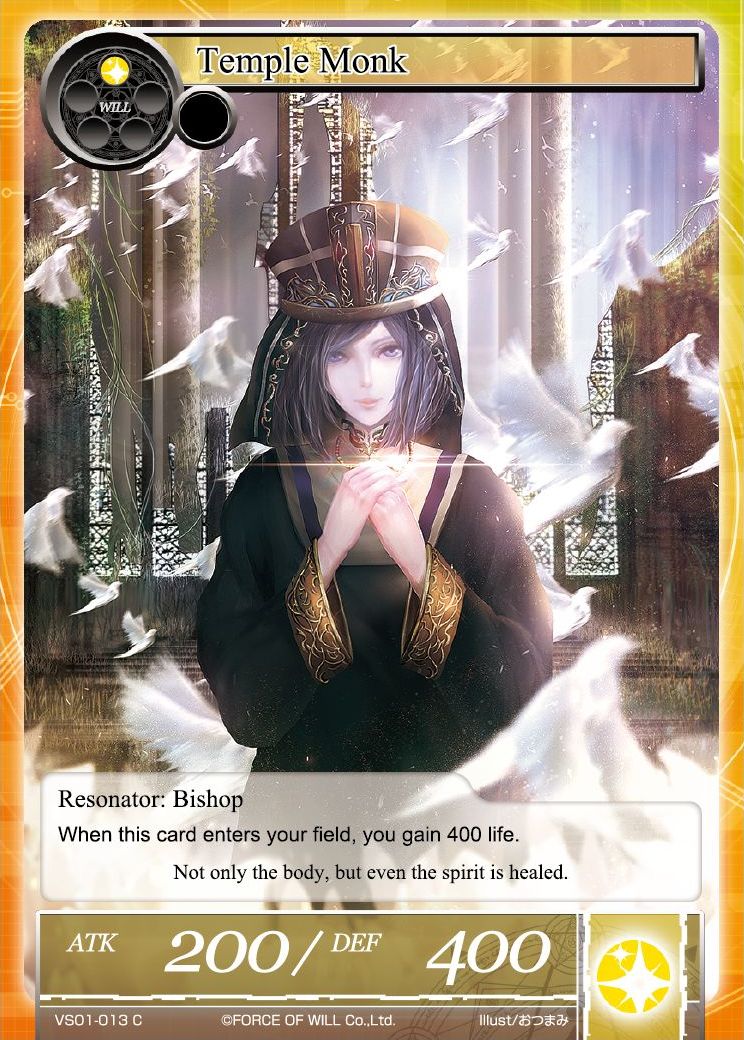 Temple Monk
WILL
Resonator: Bishop
When this card enters your field, you gain 400 life.
Not only the body, but even the spirit is healed.
ATK 200/ DEF 400
VS01-013 C ©FORCE OF WILL Co.,Ltd. Illust/おつまみ